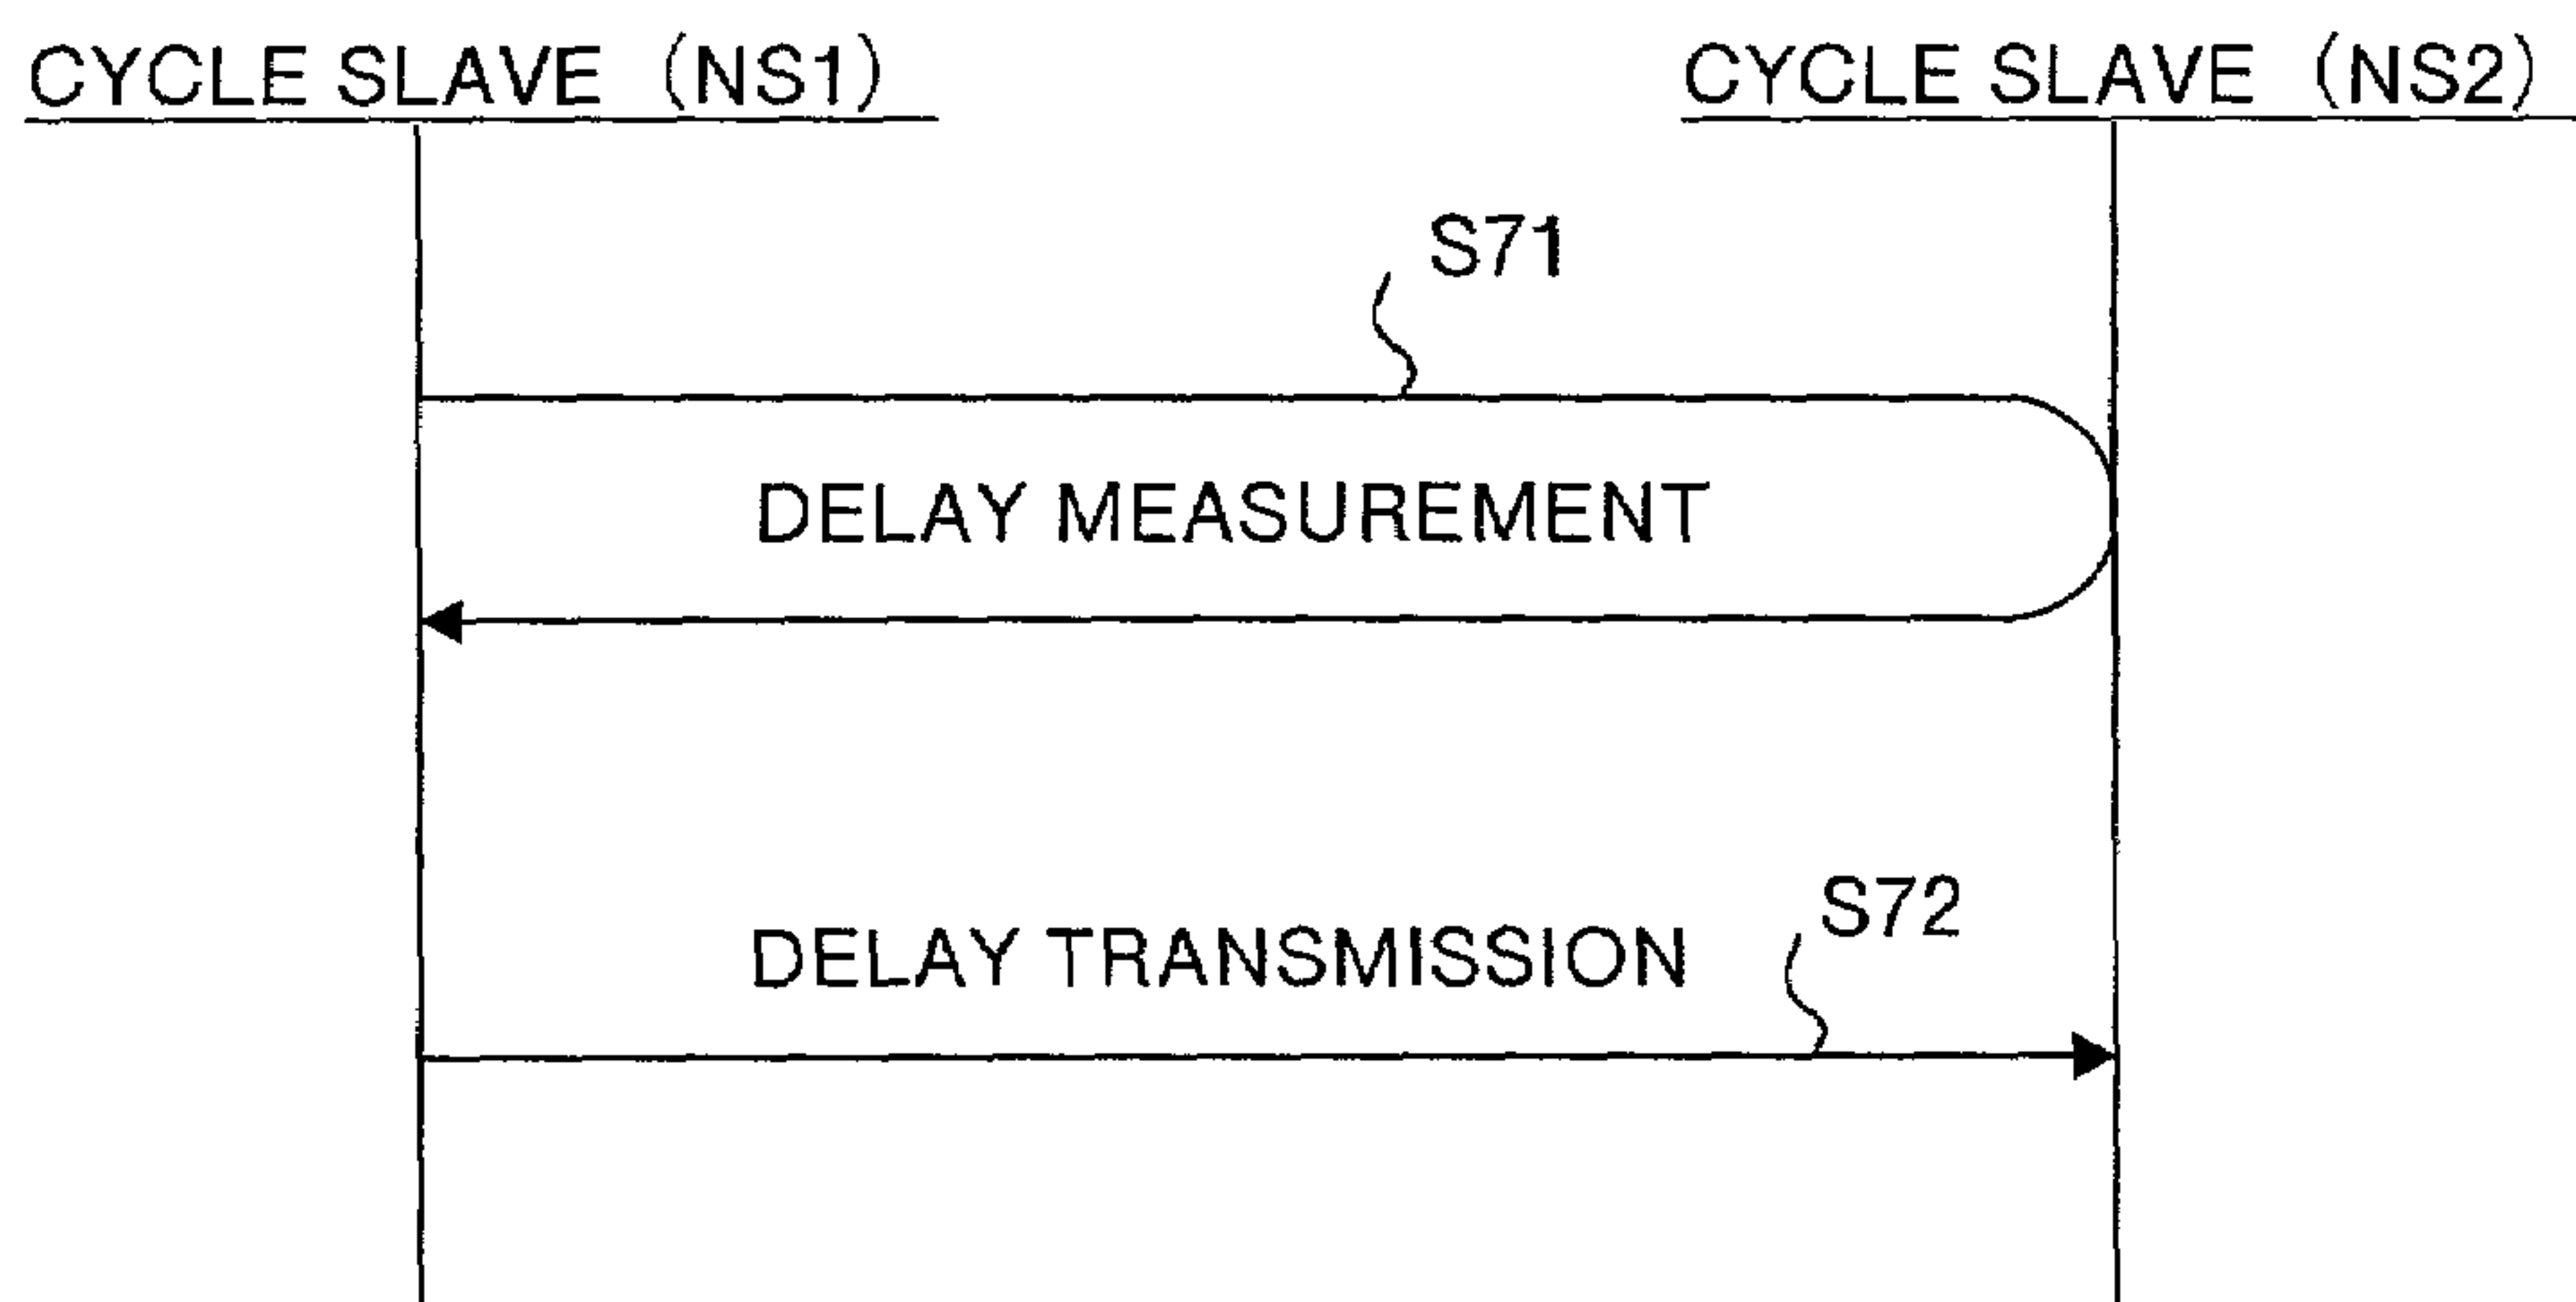 CYCLE SLAVE (NS1)
CYCLE SLAVE (NS2)
S71
DELAY MEASUREMENT
S72
DELAY TRANSMISSION